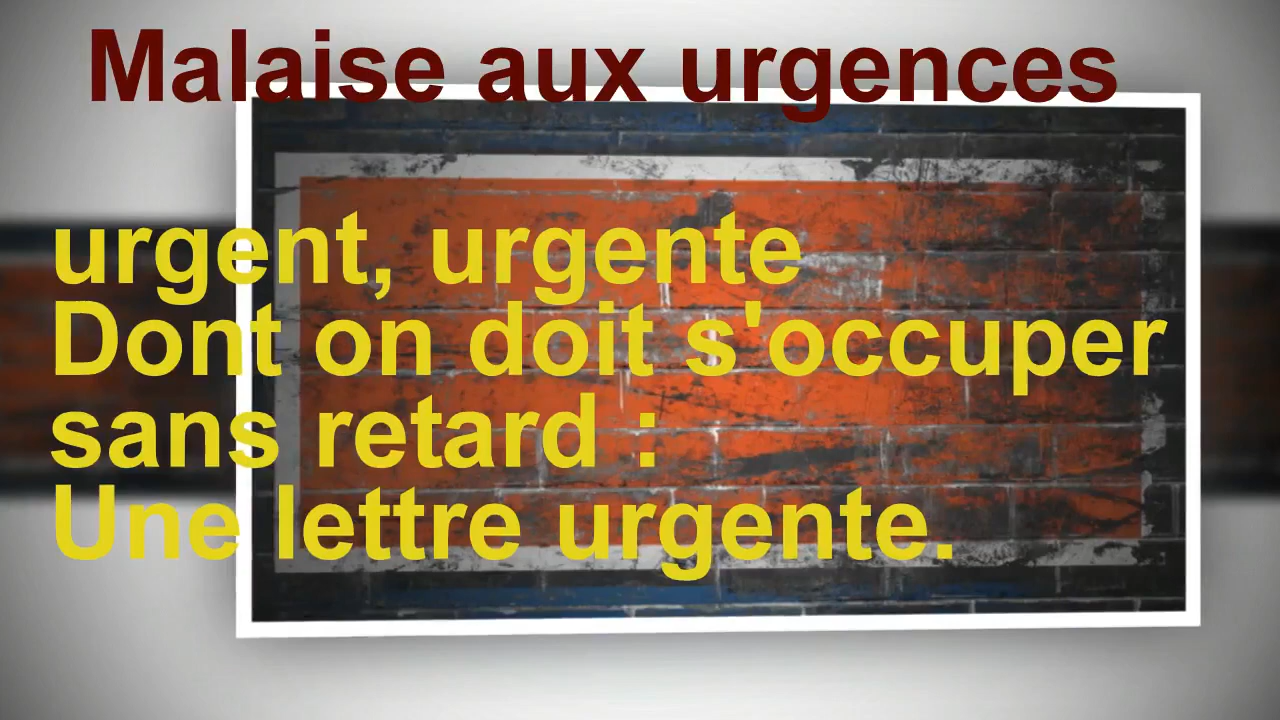 Malaise aux urgences
urgent, urgente
Dont on doit s'occuper
sans retard :
Une lettre urgente.